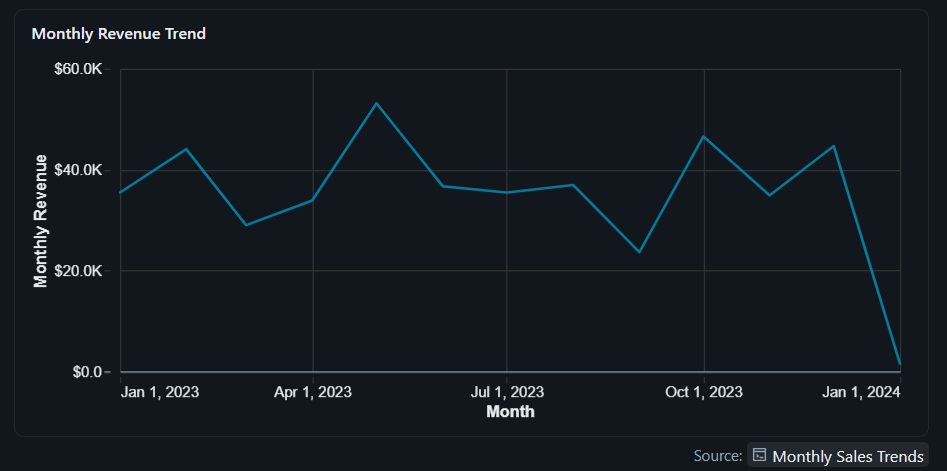 Monthly Revenue Trend
$60.0K
$40.0K
$20.0K
$0.0
Monthly Revenue
Jan 1, 2023 Apr 1, 2023 Jul 1, 2023 Oct 1, 2023 Jan 1, 2024
Month
Source: Monthly Sales Trends